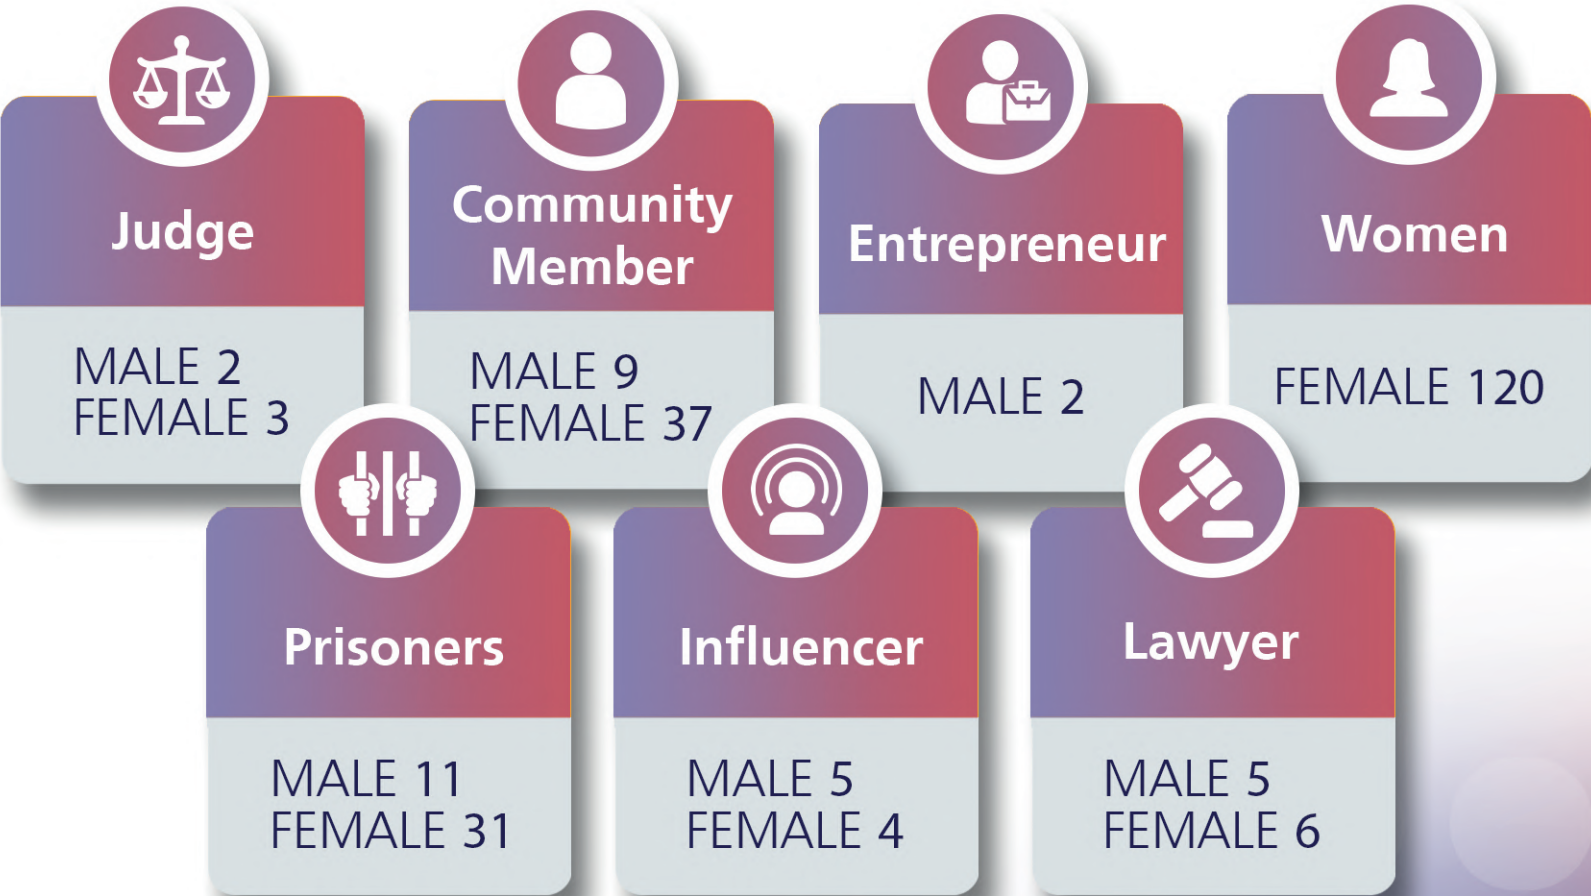 Judge
MALE 2
FEMALE 3
Community
Member
MALE 9
FEMALE 37
Entrepreneur
MALE 2
Women
FEMALE 120
Prisoners
MALE 11
FEMALE 31
Influencer
MALE 5
FEMALE 4
Lawyer
MALE 5
FEMALE 6